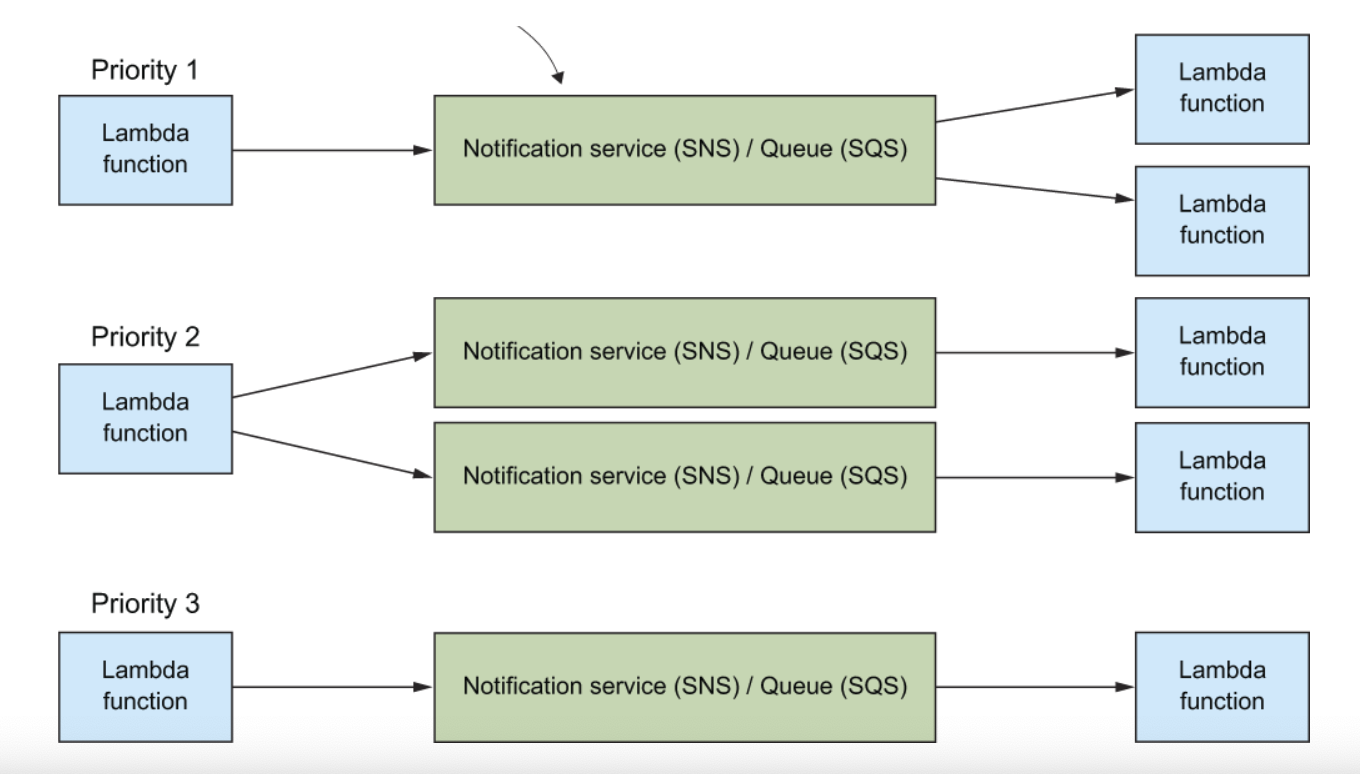 Priority 1
Lambda
function
Notification service (SNS) / Queue (SQS)
Lambda
function
Lambda
function
Priority 2
Lambda
function
Notification service (SNS) / Queue (SQS)
Lambda
function
Notification service (SNS) / Queue (SQS)
Lambda
function
Priority 3
Lambda
function
Notification service (SNS) / Queue (SQS)
Lambda
function